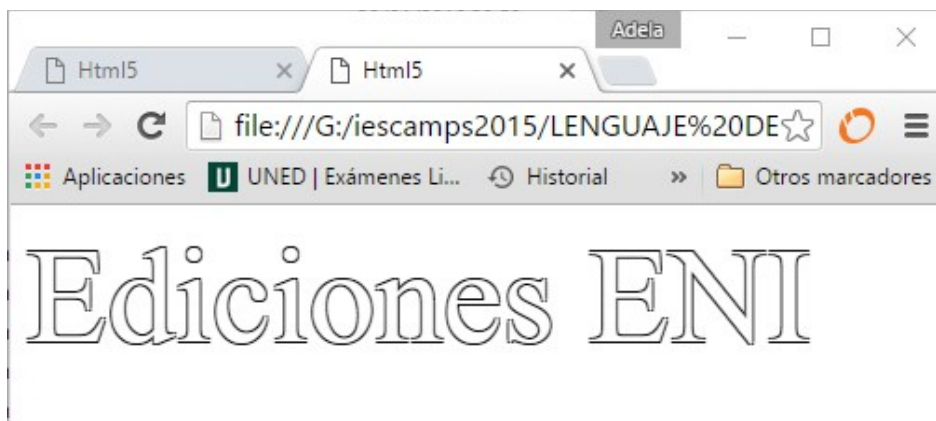 Adela
Html5 Html5
file:///G:/iescamps2015/LENGUAJE%20DE
Aplicaciones U UNED | Exámenes Li... Historial » Otros marcadores
Ediciones ENI